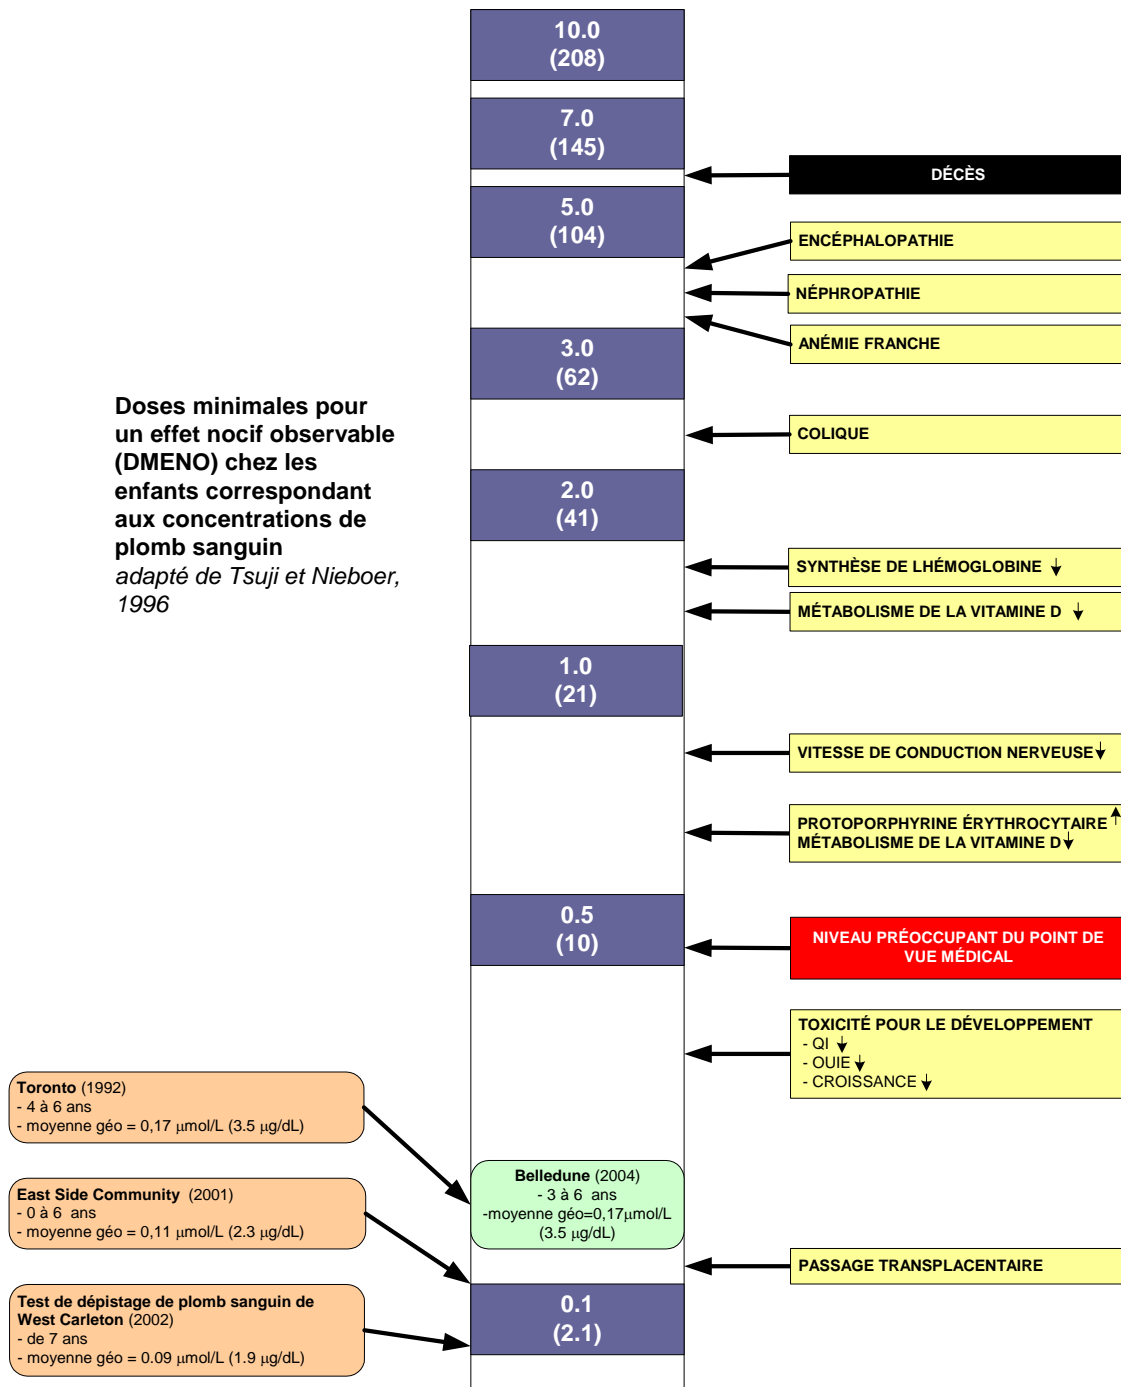 10.0
(208)
7.0
(145)
DÉCÈS
5.0
(104)
ENCÉPHALOPATHIE
NÉPHROPATHIE
ANÉMIE FRANCHE
3.0
(62)
Doses minimales pour
un effet nocif observable
(DMENO) chez les
enfants correspondant
aux concentrations de
plomb sanguin
adapté de Tsuji et Nieboer,
1996
COLIQUE
2.0
(41)
SYNTHÈSE DE LHÉMOGLOBINE ↓
MÉTABOLISME DE LA VITAMINE D ↓
1.0
(21)
VITESSE DE CONDUCTION NERVEUSE ↓
PROTOPORPHYRINE ÉRYTHROCYTAIRE ↑
MÉTABOLISME DE LA VITAMINE D ↓
0.5
(10)
NIVEAU PRÉOCCUPANT DU POINT DE
VUE MÉDICAL
TOXICITÉ POUR LE DÉVELOPPEMENT
- QI ↓
- OUIE ↓
- CROISSANCE ↓
Toronto (1992)
- 4 à 6 ans
- moyenne géo = 0,17 μmol/L (3.5 μg/dL)
Belledune (2004)
- 3 à 6 ans
-moyenne géo=0,17μmol/L
(3.5 μg/dL)
East Side Community (2001)
- 0 à 6 ans
- moyenne géo = 0,11 μmol/L (2.3 μg/dL)
PASSAGE TRANSPLACENTAIRE
0.1
(2.1)
Test de dépistage de plomb sanguin de
West Carleton (2002)
- de 7 ans
- moyenne géo = 0.09 μmol/L (1.9 μg/dL)